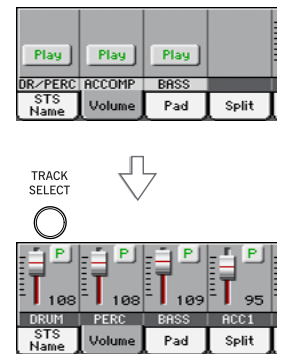 Play Play Play
DR/PERC ACCOMP BASS
STS Name Volume Pad Split
TRACK SELECT
P P P P
108 108 109 95
DRUM PERC BASS ACC1
STS Name Volume Pad Split